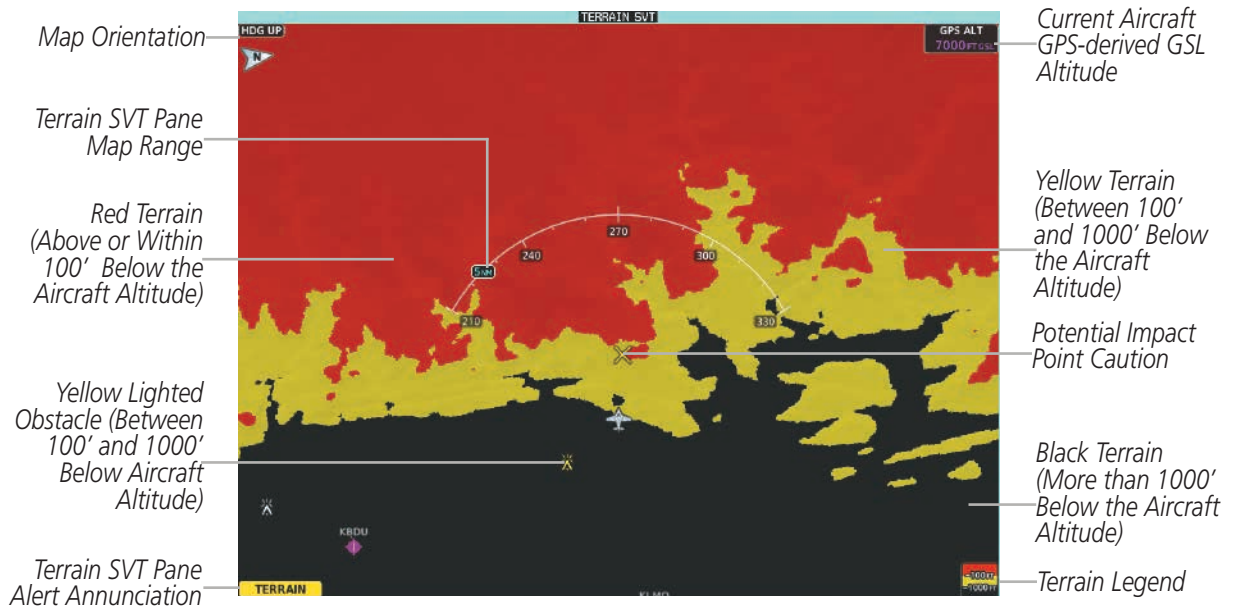 TERRAIN SVT
Map Orientation
HDG UP
N
GPS ALT
7000FT GSL
Current Aircraft
GPS-derived GSL
Altitude
Terrain SVT Pane
Map Range
Red Terrain
(Above or Within
100’ Below the
Aircraft Altitude)
Yellow Lighted
Obstacle (Between
100’ and 1000’
Below Aircraft
Altitude)
Terrain SVT Pane
Alert Annunciation
210
5NM
240
270
300
330
KBDU
TERRAIN
KLMO
-100FT
-1000FT
Yellow Terrain
(Between 100’
and 1000’ Below
the Aircraft
Altitude)
Potential Impact
Point Caution
Black Terrain
(More than 1000’
Below the Aircraft
Altitude)
Terrain Legend